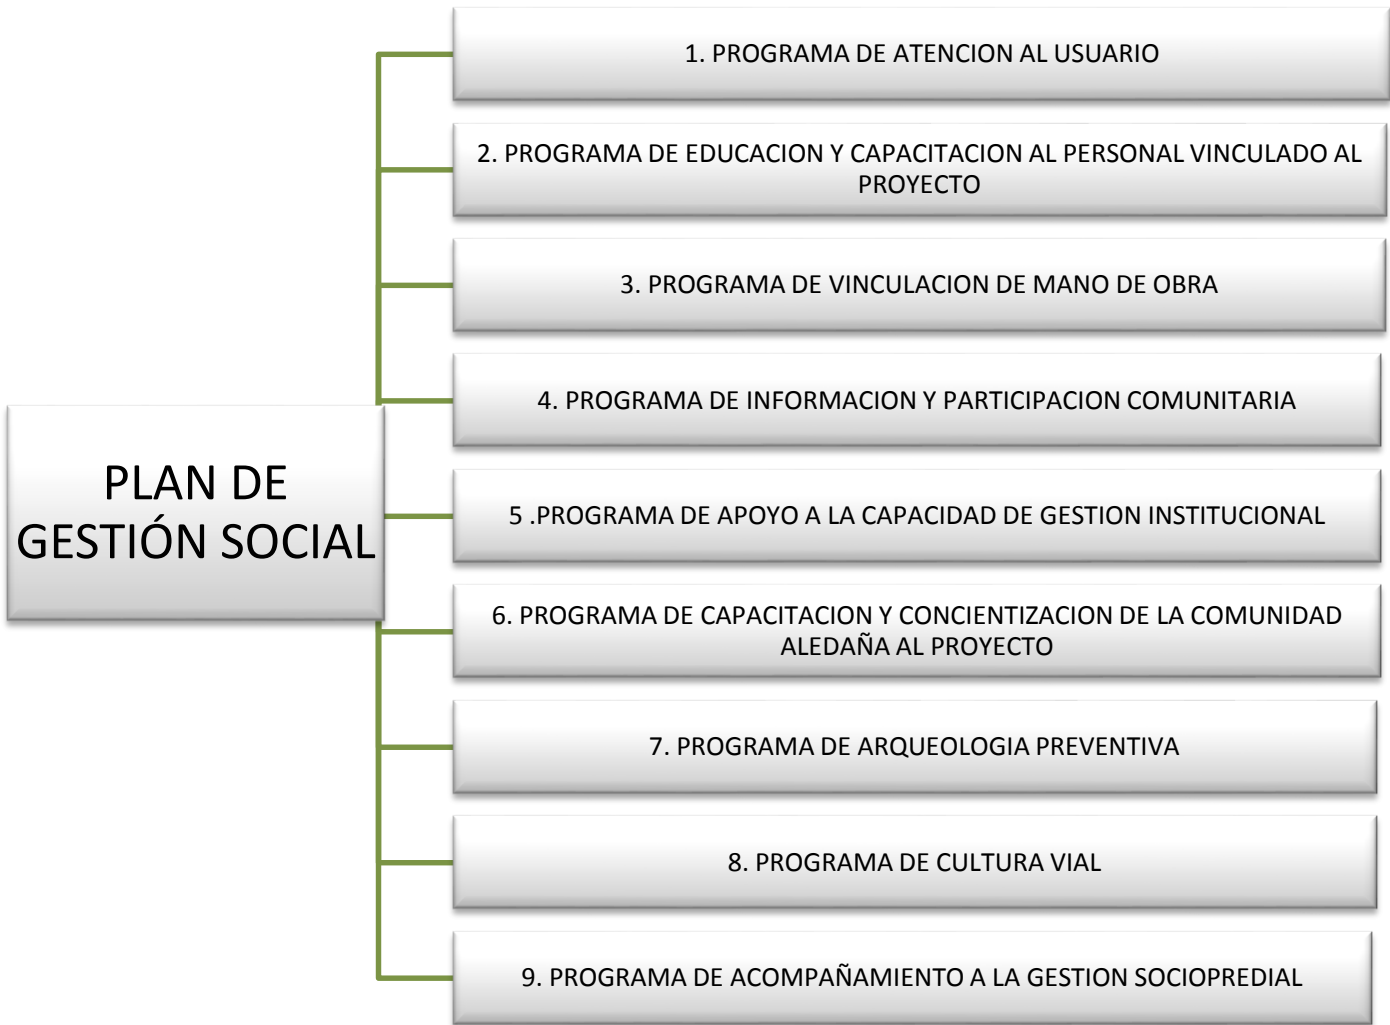 PLAN DE
GESTIÓN SOCIAL
1. PROGRAMA DE ATENCION AL USUARIO
2. PROGRAMA DE EDUCACION Y CAPACITACION AL PERSONAL VINCULADO AL
PROYECTO
3. PROGRAMA DE VINCULACION DE MANO DE OBRA
4. PROGRAMA DE INFORMACION Y PARTICIPACION COMUNITARIA
5 .PROGRAMA DE APOYO A LA CAPACIDAD DE GESTION INSTITUCIONAL
6. PROGRAMA DE CAPACITACION Y CONCIENTIZACION DE LA COMUNIDAD
ALEDAÑA AL PROYECTO
7. PROGRAMA DE ARQUEOLOGIA PREVENTIVA
8. PROGRAMA DE CULTURA VIAL
9. PROGRAMA DE ACOMPAÑAMIENTO A LA GESTION SOCIOPREDIAL